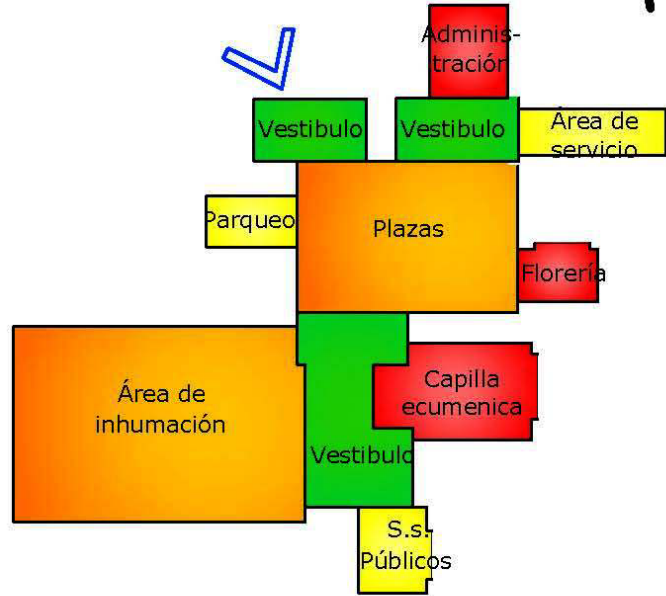 Adminis-
tración
Vestibulo
Vestibulo
Área de
servicio
Parqueo
Plazas
Florería
Área de
inhumación
Capilla
ecumenica
Vestibulo
S.s.
Públicos